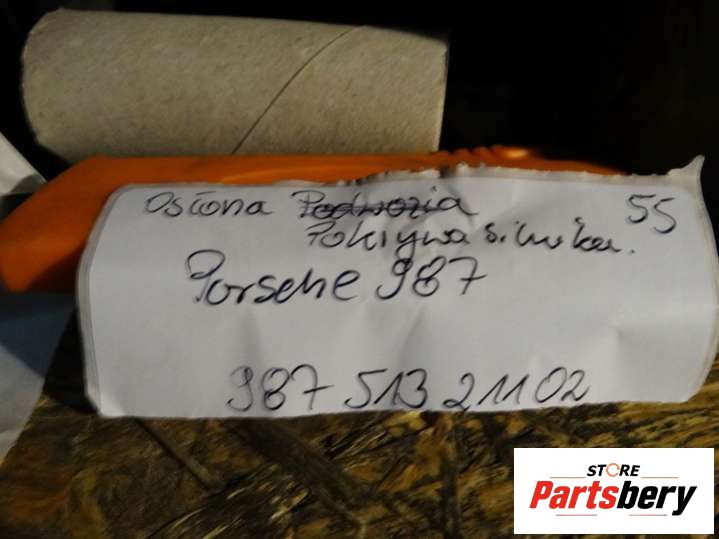 Osłona Podwozia 55
Pokrywa silnika.
Porsche 987
987 513 211 02
STORE
Partsbery